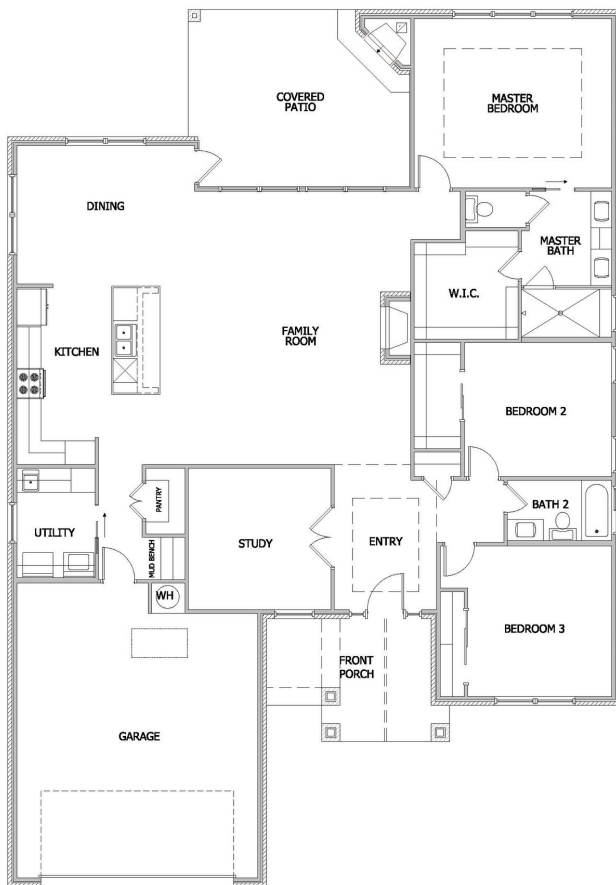 COVERED
PATIO
MASTER
BEDROOM
DINING
MASTER
BATH
W.I.C.
FAMILY
ROOM
KITCHEN
BEDROOM 2
PANTRY
BATH 2
UTILITY
STUDY
ENTRY
MUD BENCH
WH
BEDROOM 3
FRONT
PORCH
GARAGE